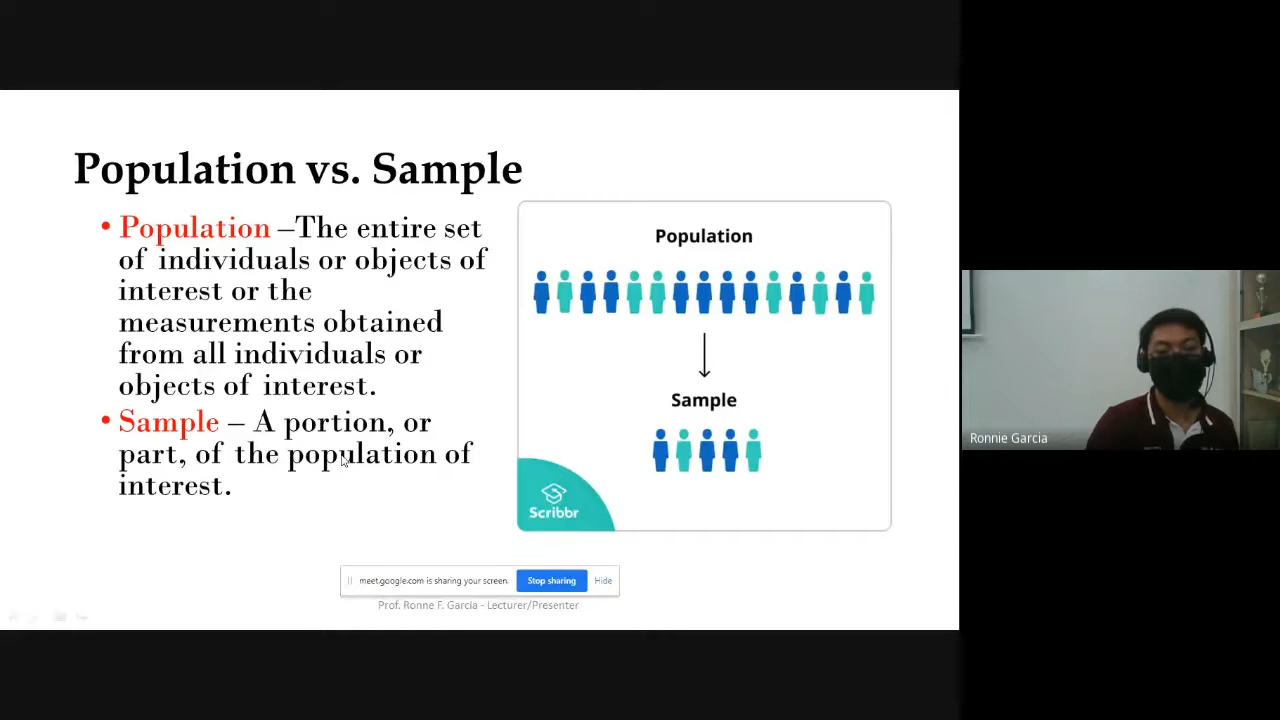 Population vs. Sample
• Population –The entire set
of individuals or objects of
interest or the
measurements obtained
from all individuals or
objects of interest.
• Sample – A portion, or
part, of the population of
interest.
Population
Sample
Scribbr
meet.google.com is sharing your screen.
Stop sharing
Hide
Prof. Ronne F. Garcia - Lecturer/Presenter
Ronnie Garcia